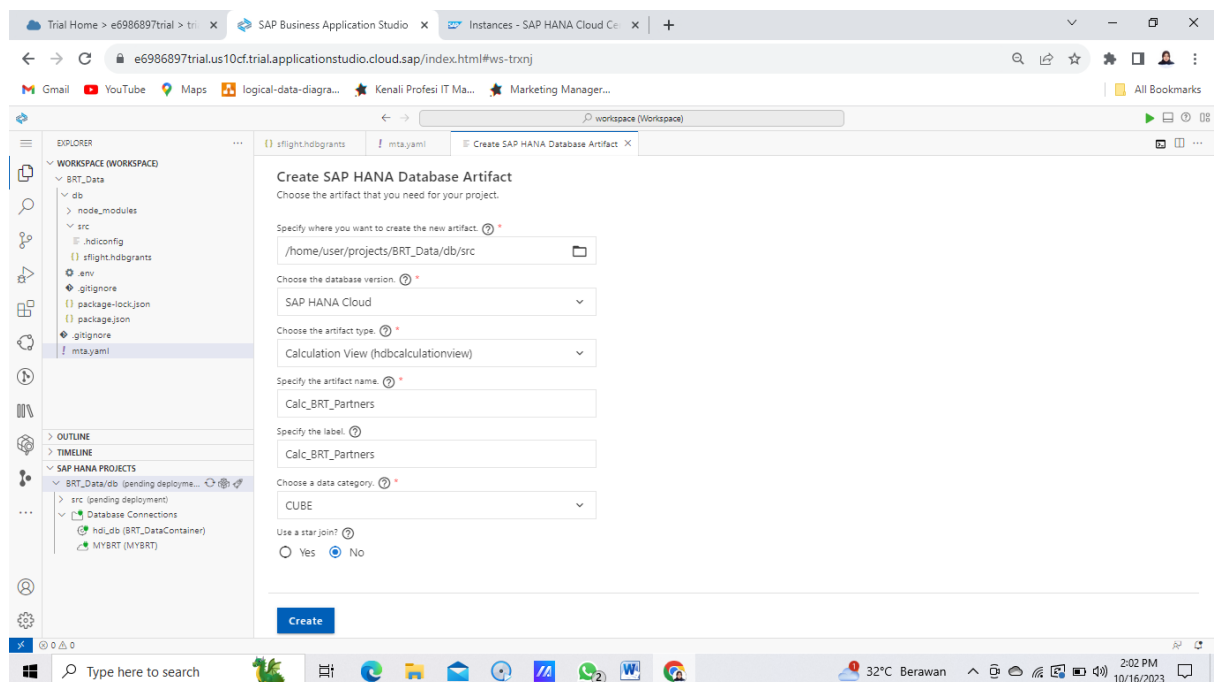 Trial Home > e6986897trial > tri
SAP Business Application Studio
Instances - SAP HANA Cloud Ce
e6986897trial.us10cf.trial.applicationstudio.cloud.sap/index.html#ws-trxnj
Gmail YouTube Maps logical-data-diagra... Kenali Profesi IT Ma... Marketing Manager... All Bookmarks
workspace (Workspace)
EXPLORER ...
sflight.hdbgrants mta.yaml Create SAP HANA Database Artifact
WORKSPACE (WORKSPACE)
BRT_Data
db
node_modules
src
.hdiconfig
{} sflight.hdbgrants
.env
.gitignore
{} package-lock.json
{} package.json
.gitignore
! mta.yaml
OUTLINE
TIMELINE
SAP HANA PROJECTS
BRT_Data/db (pending deployme...
src (pending deployment)
Database Connections
hdi_db (BRT_DataContainer)
MYBRT (MYBRT)
Create SAP HANA Database Artifact
Choose the artifact that you need for your project.
Specify where you want to create the new artifact. *
/home/user/projects/BRT_Data/db/src
Choose the database version. *
SAP HANA Cloud
Choose the artifact type. *
Calculation View (hdbcalculationview)
Specify the artifact name. *
Calc_BRT_Partners
Specify the label.
Calc_BRT_Partners
Choose a data category. *
CUBE
Use a star join?
Yes No
Create
0 0
Type here to search
32°C Berawan
2:02 PM
10/16/2023